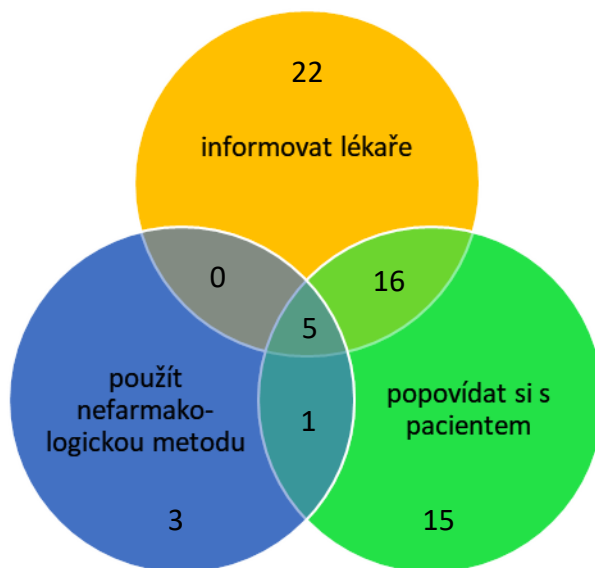 22
informovat lékaře
0
16
5
použít
nefarmako-
logickou metodu
popovídat si s
pacientem
1
3
15